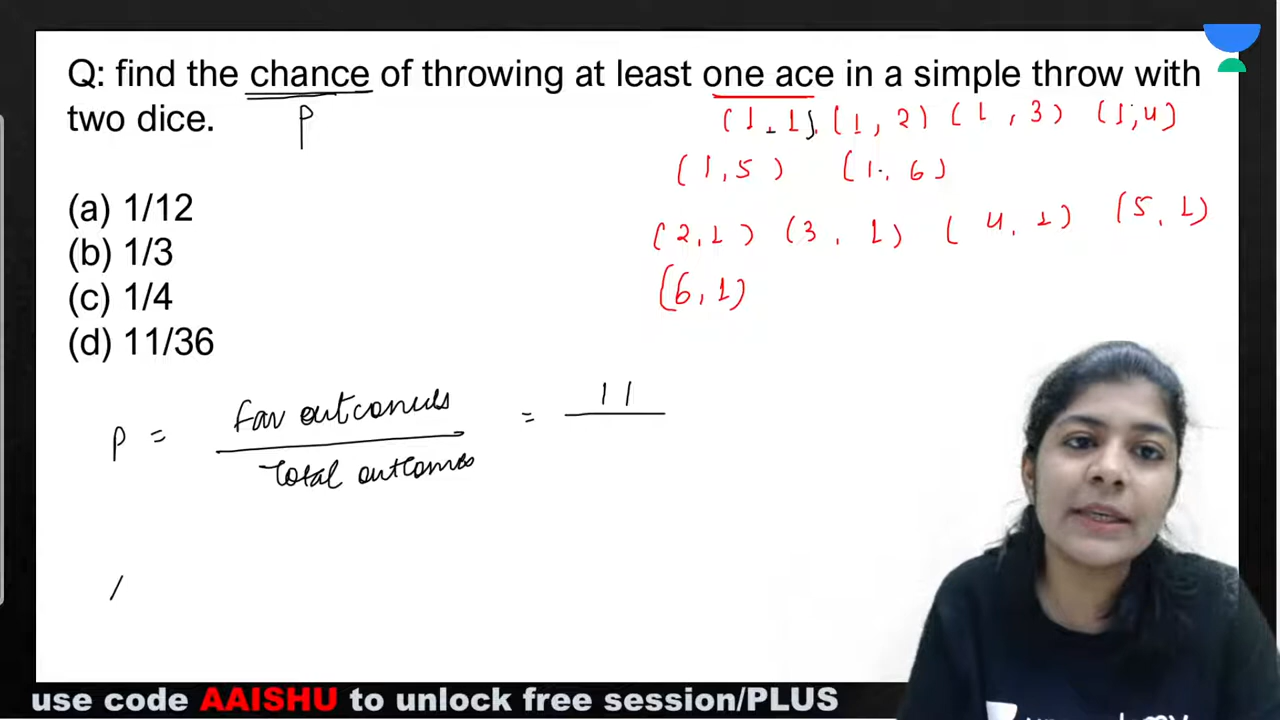 Q: find the chance of throwing at least one ace in a simple throw with
two dice.
P
(1,1), (1,2) (1,3) (1,4)
(1,5) (1,6)
(2,1) (3,1) (4,1) (5,1)
(6,1)
(a) 1/12
(b) 1/3
(c) 1/4
(d) 11/36
P = Fav outcomes / Total outcomes = 11
use code AAISHU to unlock free session/PLUS